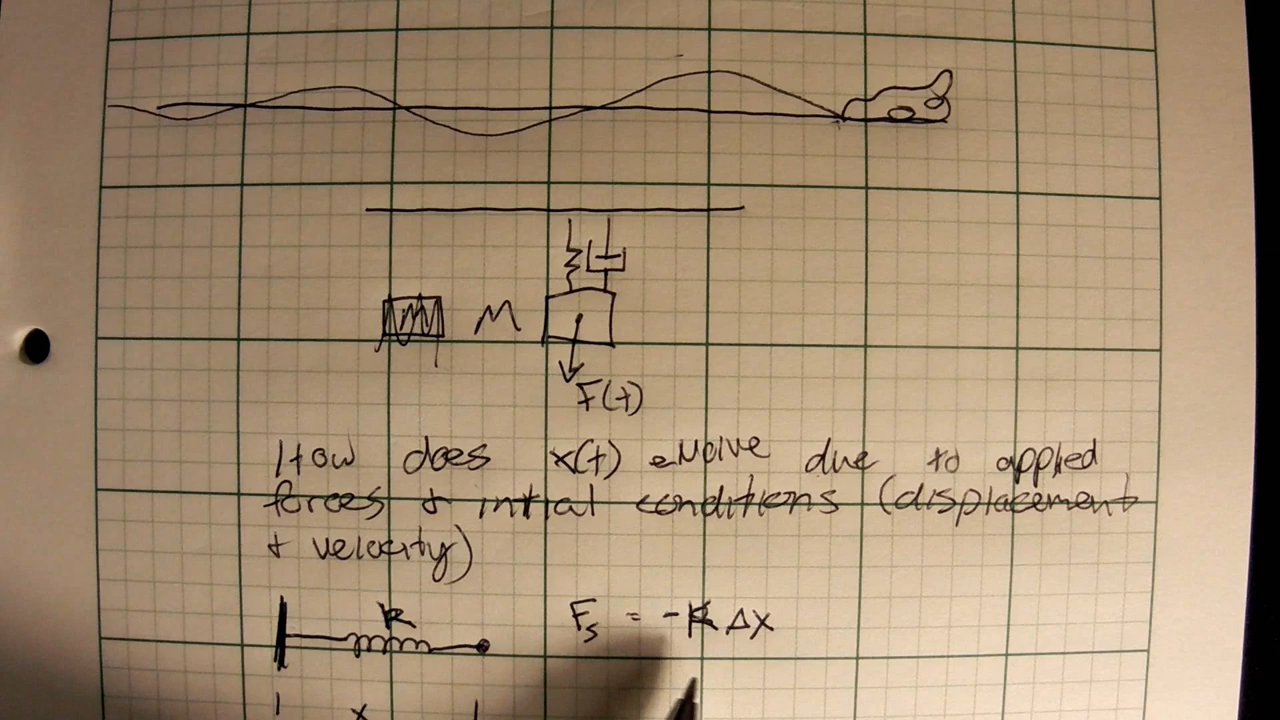 M
F(t)
How does x(t) evolve due to applied
forces & initial conditions (displacement
& velocity)
k
Fs = -k Δx
x